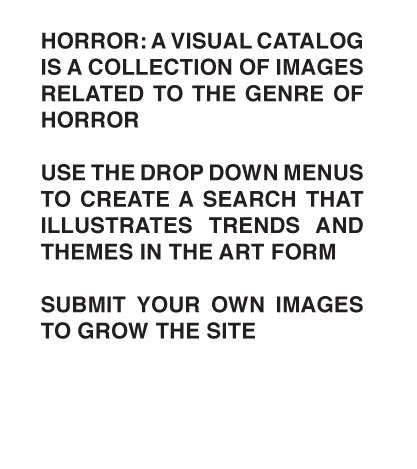 HORROR: A VISUAL CATALOG
IS A COLLECTION OF IMAGES
RELATED TO THE GENRE OF
HORROR
USE THE DROP DOWN MENUS
TO CREATE A SEARCH THAT
ILLUSTRATES TRENDS AND
THEMES IN THE ART FORM
SUBMIT YOUR OWN IMAGES
TO GROW THE SITE